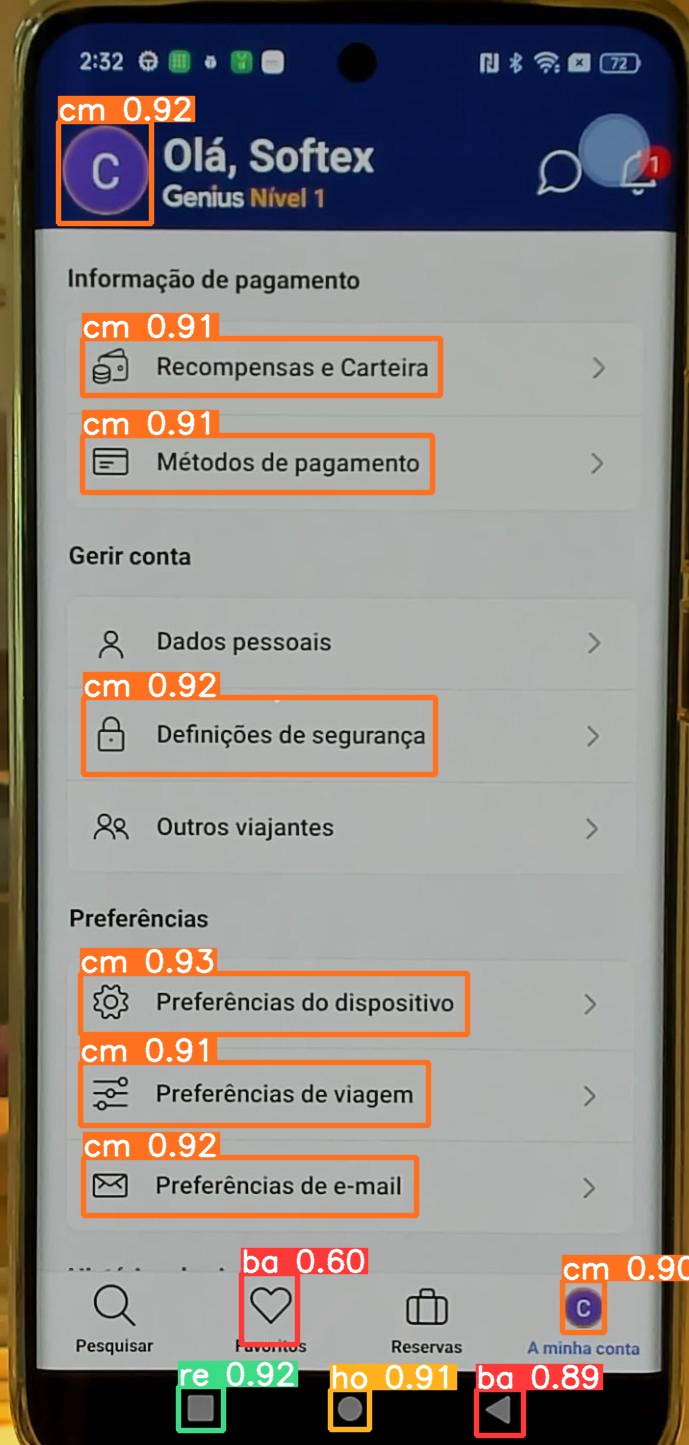 2:32
72
cm 0.92
C
Olá, Softex
Genius Nível 1
1
Informação de pagamento
cm 0.91
Recompensas e Carteira
cm 0.91
Métodos de pagamento
Gerir conta
Dados pessoais
cm 0.92
Definições de segurança
Outros viajantes
Preferências
cm 0.93
Preferências do dispositivo
cm 0.91
Preferências de viagem
cm 0.92
Preferências de e-mail
ba 0.60
cm 0.90
C
Pesquisar
Favoritos
Reservas
A minha conta
re 0.92
ho 0.91
ba 0.89